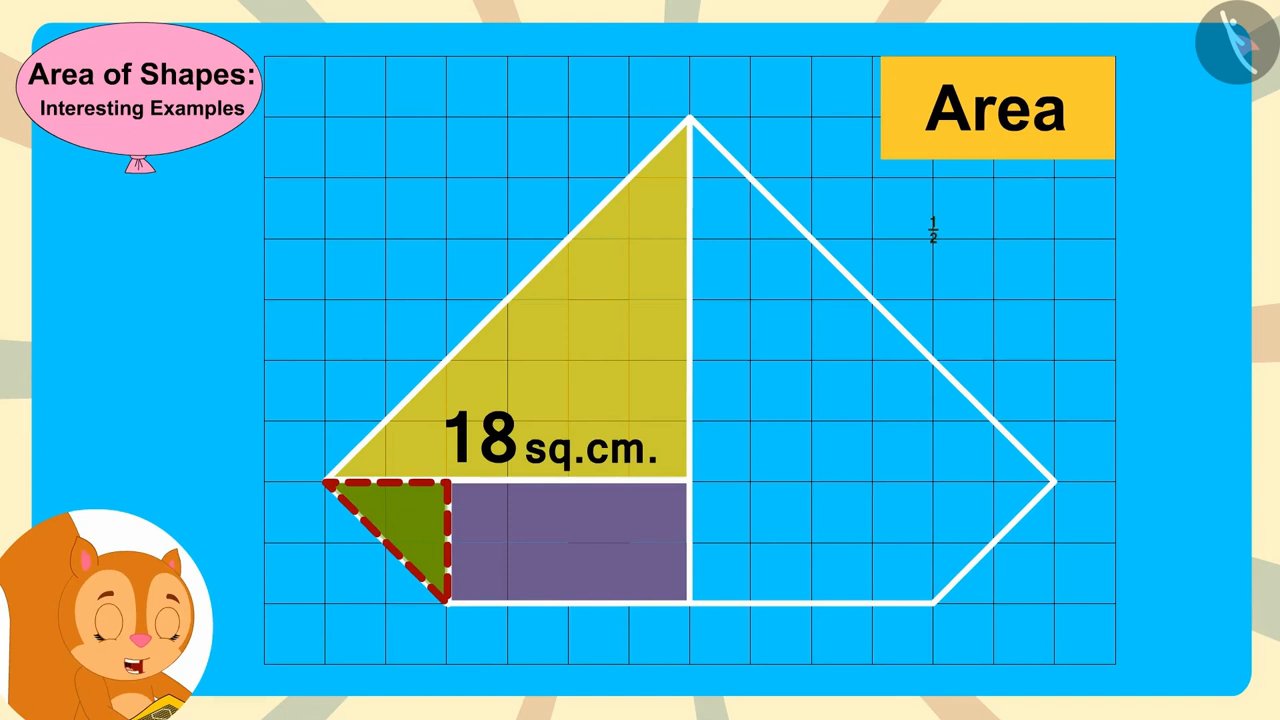 Area of Shapes:
Interesting Examples
Area
1/2
18 sq.cm.